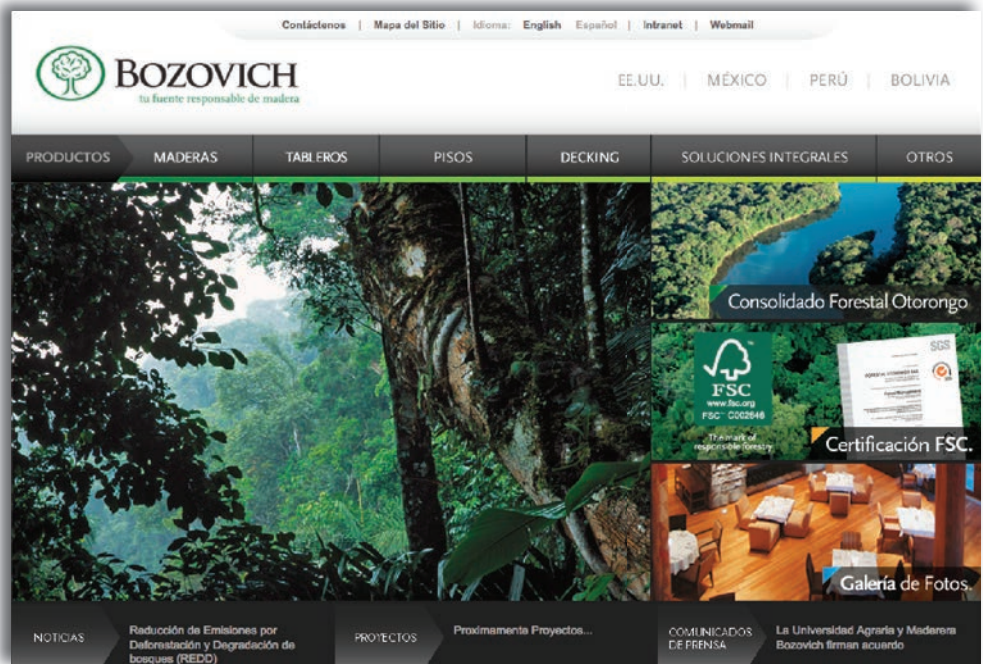 Contáctenos | Mapa del Sitio | Idioma: English Español | Intranet | Webmail
BOZOVICH
tu fuente responsable de madera
EE.UU. | MÉXICO | PERÚ | BOLIVIA
PRODUCTOS MADERAS TABLEROS PISOS DECKING SOLUCIONES INTEGRALES OTROS
Consolidado Forestal Otorongo
FSC
www.fsc.org
FSC™ C002646
The mark of
responsible forestry
SGS
Certificación FSC.
Galería de Fotos.
NOTICIAS
Reducción de Emisiones por
Deforestación y Degradación de
bosques (REDD)
PROYECTOS
Proximamente Proyectos...
COMUNICADOS
DE PRENSA
La Universidad Agraria y Maderera
Bozovich firman acuerdo